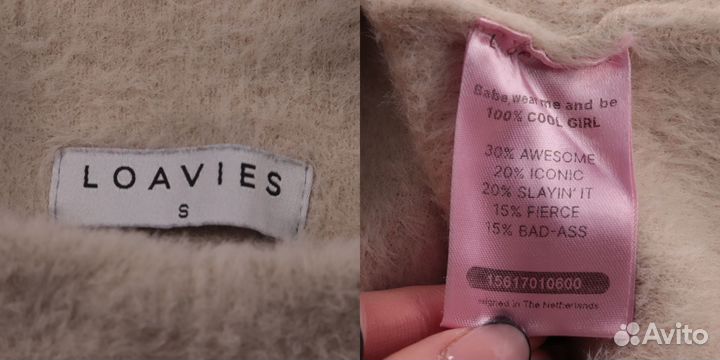 LOAVIES
S
Babe, wear me and be
100% COOL GIRL
30% AWESOME
20% ICONIC
20% SLAYIN' IT
15% FIERCE
15% BAD-ASS
15617010600
esigned in The Netherlands
Avito